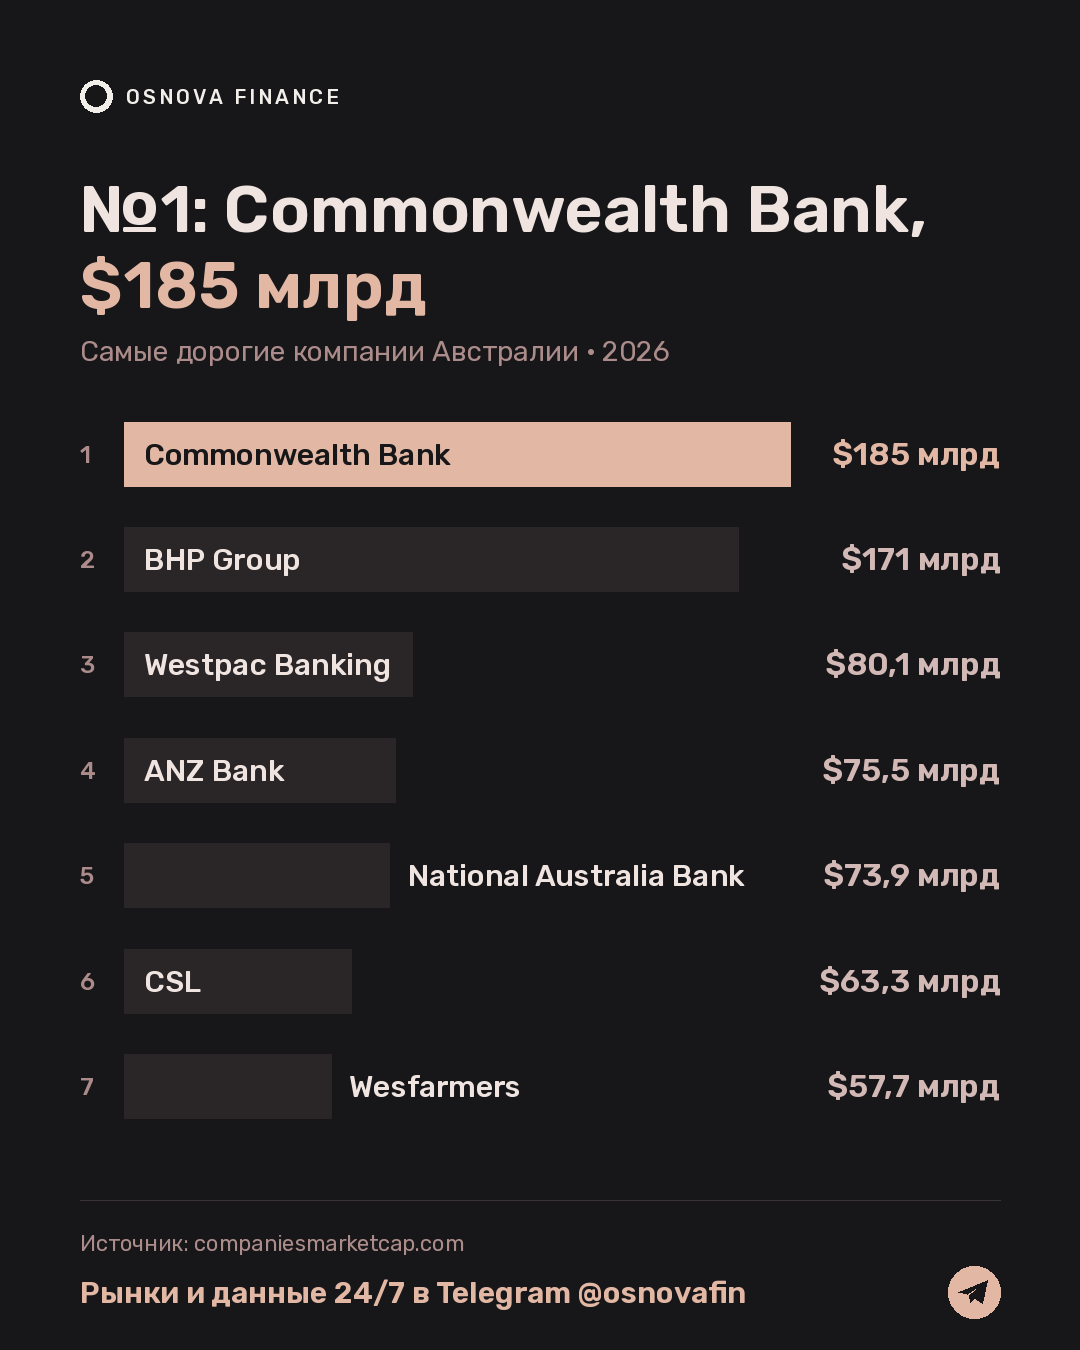 OSNOVA FINANCE
№1: Commonwealth Bank,
$185 млрд
Самые дорогие компании Австралии • 2026
1 Commonwealth Bank $185 млрд
2 BHP Group $171 млрд
3 Westpac Banking $80,1 млрд
4 ANZ Bank $75,5 млрд
5 National Australia Bank $73,9 млрд
6 CSL $63,3 млрд
7 Wesfarmers $57,7 млрд
Источник: companiesmarketcap.com
Рынки и данные 24/7 в Telegram @osnovafin